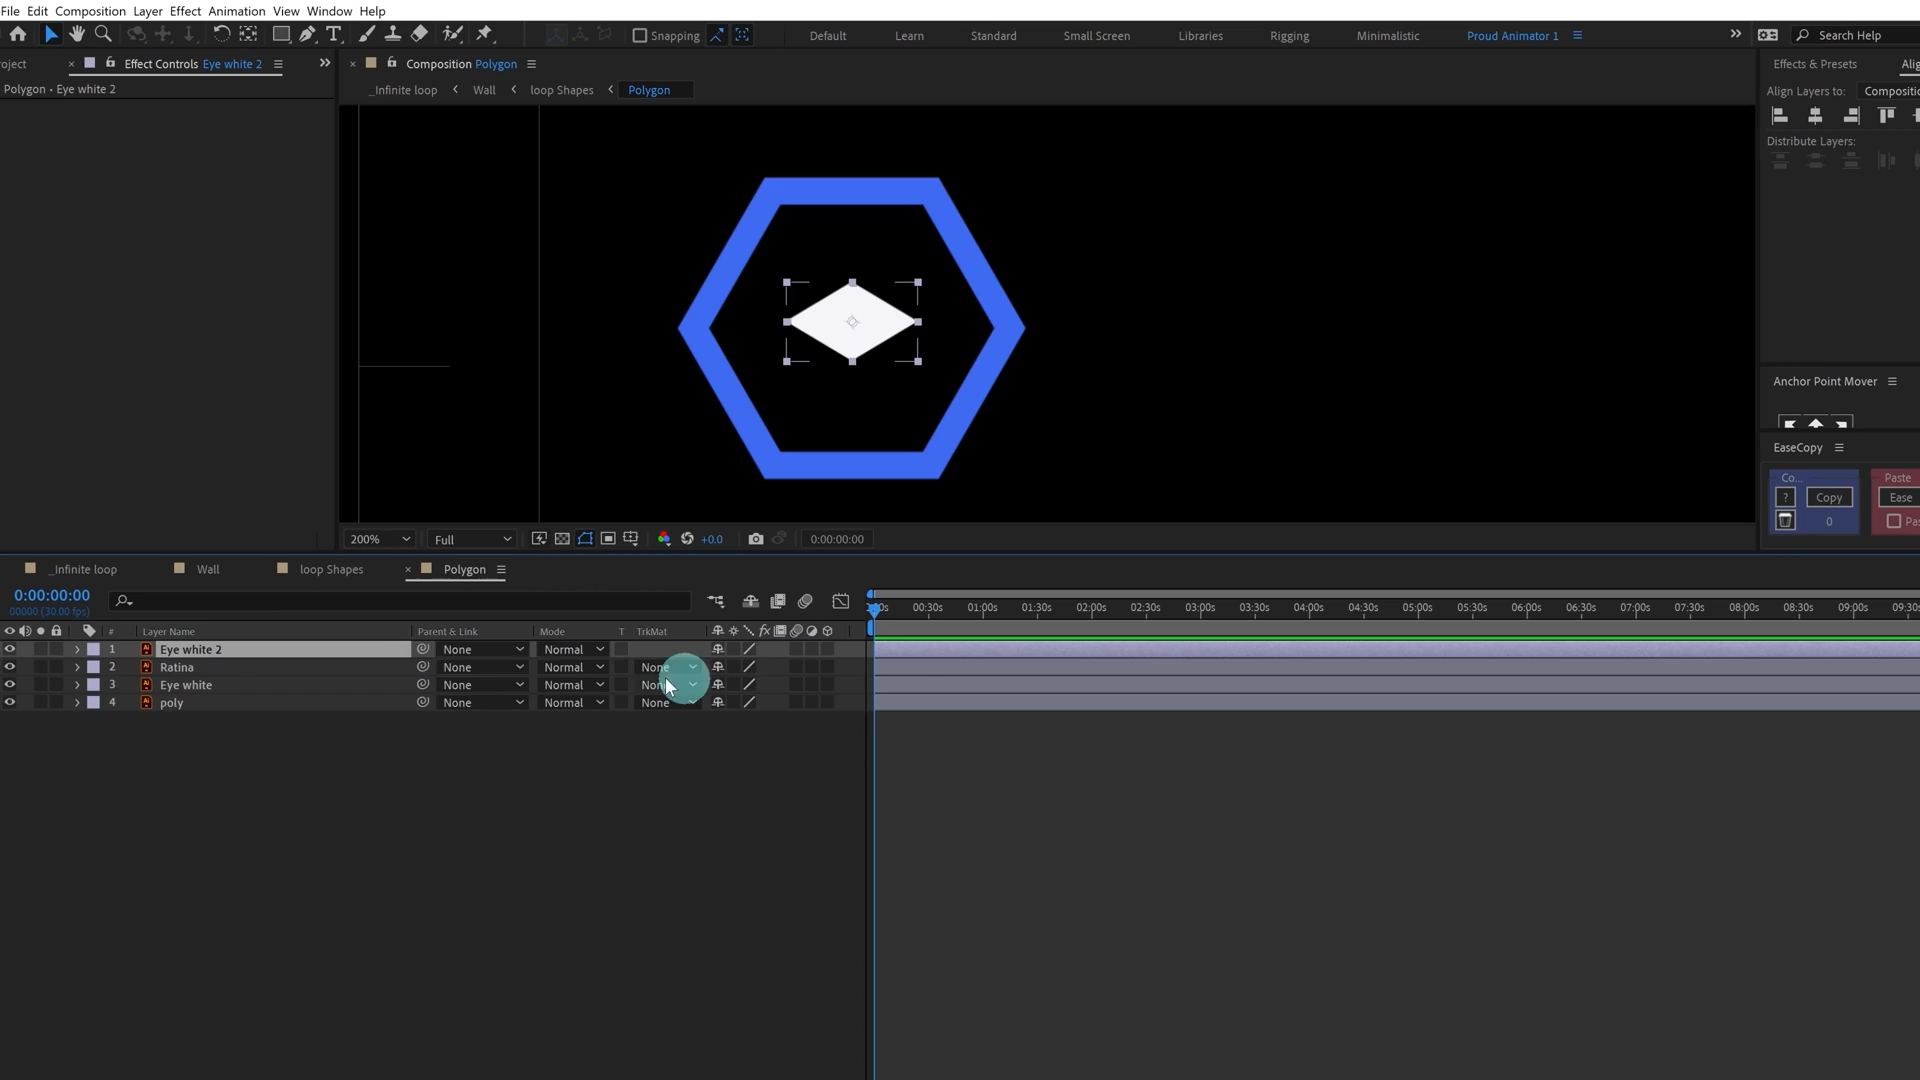 File Edit Composition Layer Effect Animation View Window Help
Snapping
Default Learn Standard Small Screen Libraries Rigging Minimalistic Proud Animator 1
Search Help
oject
Effect Controls Eye white 2
Polygon • Eye white 2
Composition Polygon
_Infinite loop Wall loop Shapes Polygon
200% Full +0.0 0:00:00:00
Effects & Presets Alig
Align Layers to: Compositic
Distribute Layers:
Anchor Point Mover
EaseCopy
Co... Paste
? Copy Ease
0 Pas
_Infinite loop Wall loop Shapes Polygon
0:00:00:00
00000 (30.00 fps)
00:30s 01:00s 01:30s 02:00s 02:30s 03:00s 03:30s 04:00s 04:30s 05:00s 05:30s 06:00s 06:30s 07:00s 07:30s 08:00s 08:30s 09:00s 09:30
# Layer Name Parent & Link Mode T TrkMat fx
1 Eye white 2 None Normal
2 Ratina None Normal None
3 Eye white None Normal Non
4 poly None Normal None